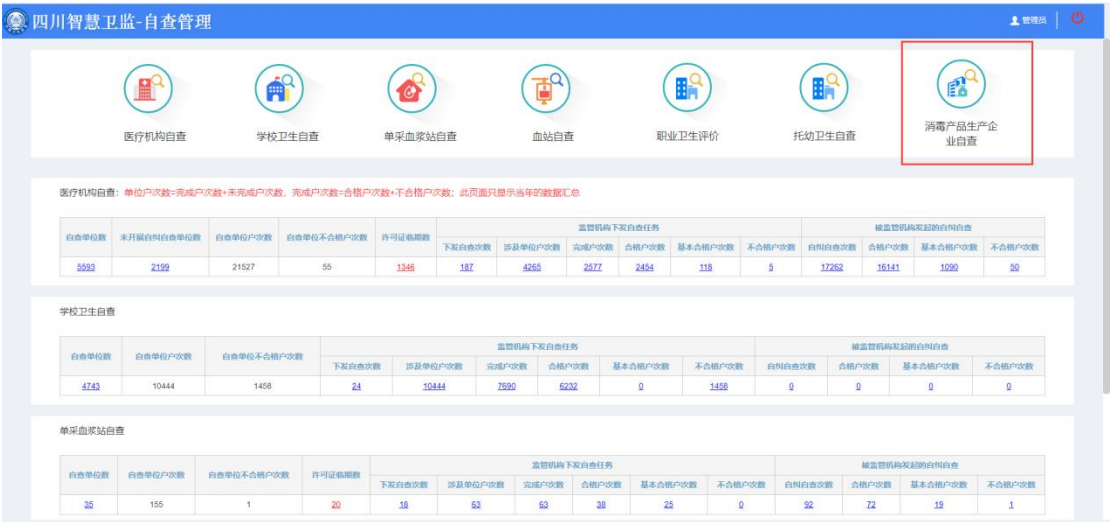 四川智慧卫监-自查管理
管理员
医疗机构自查
学校卫生自查
单采血浆站自查
血站自查
职业卫生评价
托幼卫生自查
消毒产品生产企
业自查
医疗机构自查：单位户次数=完成户次数+未完成户次数，完成户次数=合格户次数+不合格户次数；此页面只显示当年的数据汇总
自查单位数 未开展自纠自查单位数 自查单位户次数 自查单位不合格户次数 许可证临期数 监管机构下发自查任务 被监管机构发起的自纠自查
下发自查次数 涉及单位户次数 完成户次数 合格户次数 基本合格户次数 不合格户次数 自纠自查次数 合格户次数 基本合格户次数 不合格户次数
5593 2199 21527 55 1346 187 4265 2577 2454 118 5 17262 16141 1090 50
学校卫生自查
自查单位数 自查单位户次数 自查单位不合格户次数 监管机构下发自查任务 被监管机构发起的自纠自查
下发自查次数 涉及单位户次数 完成户次数 合格户次数 基本合格户次数 不合格户次数 自纠自查次数 合格户次数 基本合格户次数 不合格户次数
4743 10444 1458 24 10444 7690 6232 0 1458 0 0 0 0
单采血浆站自查
自查单位数 自查单位户次数 自查单位不合格户次数 许可证临期数 监管机构下发自查任务 被监管机构发起的自纠自查
下发自查次数 涉及单位户次数 完成户次数 合格户次数 基本合格户次数 不合格户次数 自纠自查次数 合格户次数 基本合格户次数 不合格户次数
35 155 1 20 18 63 63 38 25 0 92 72 19 1